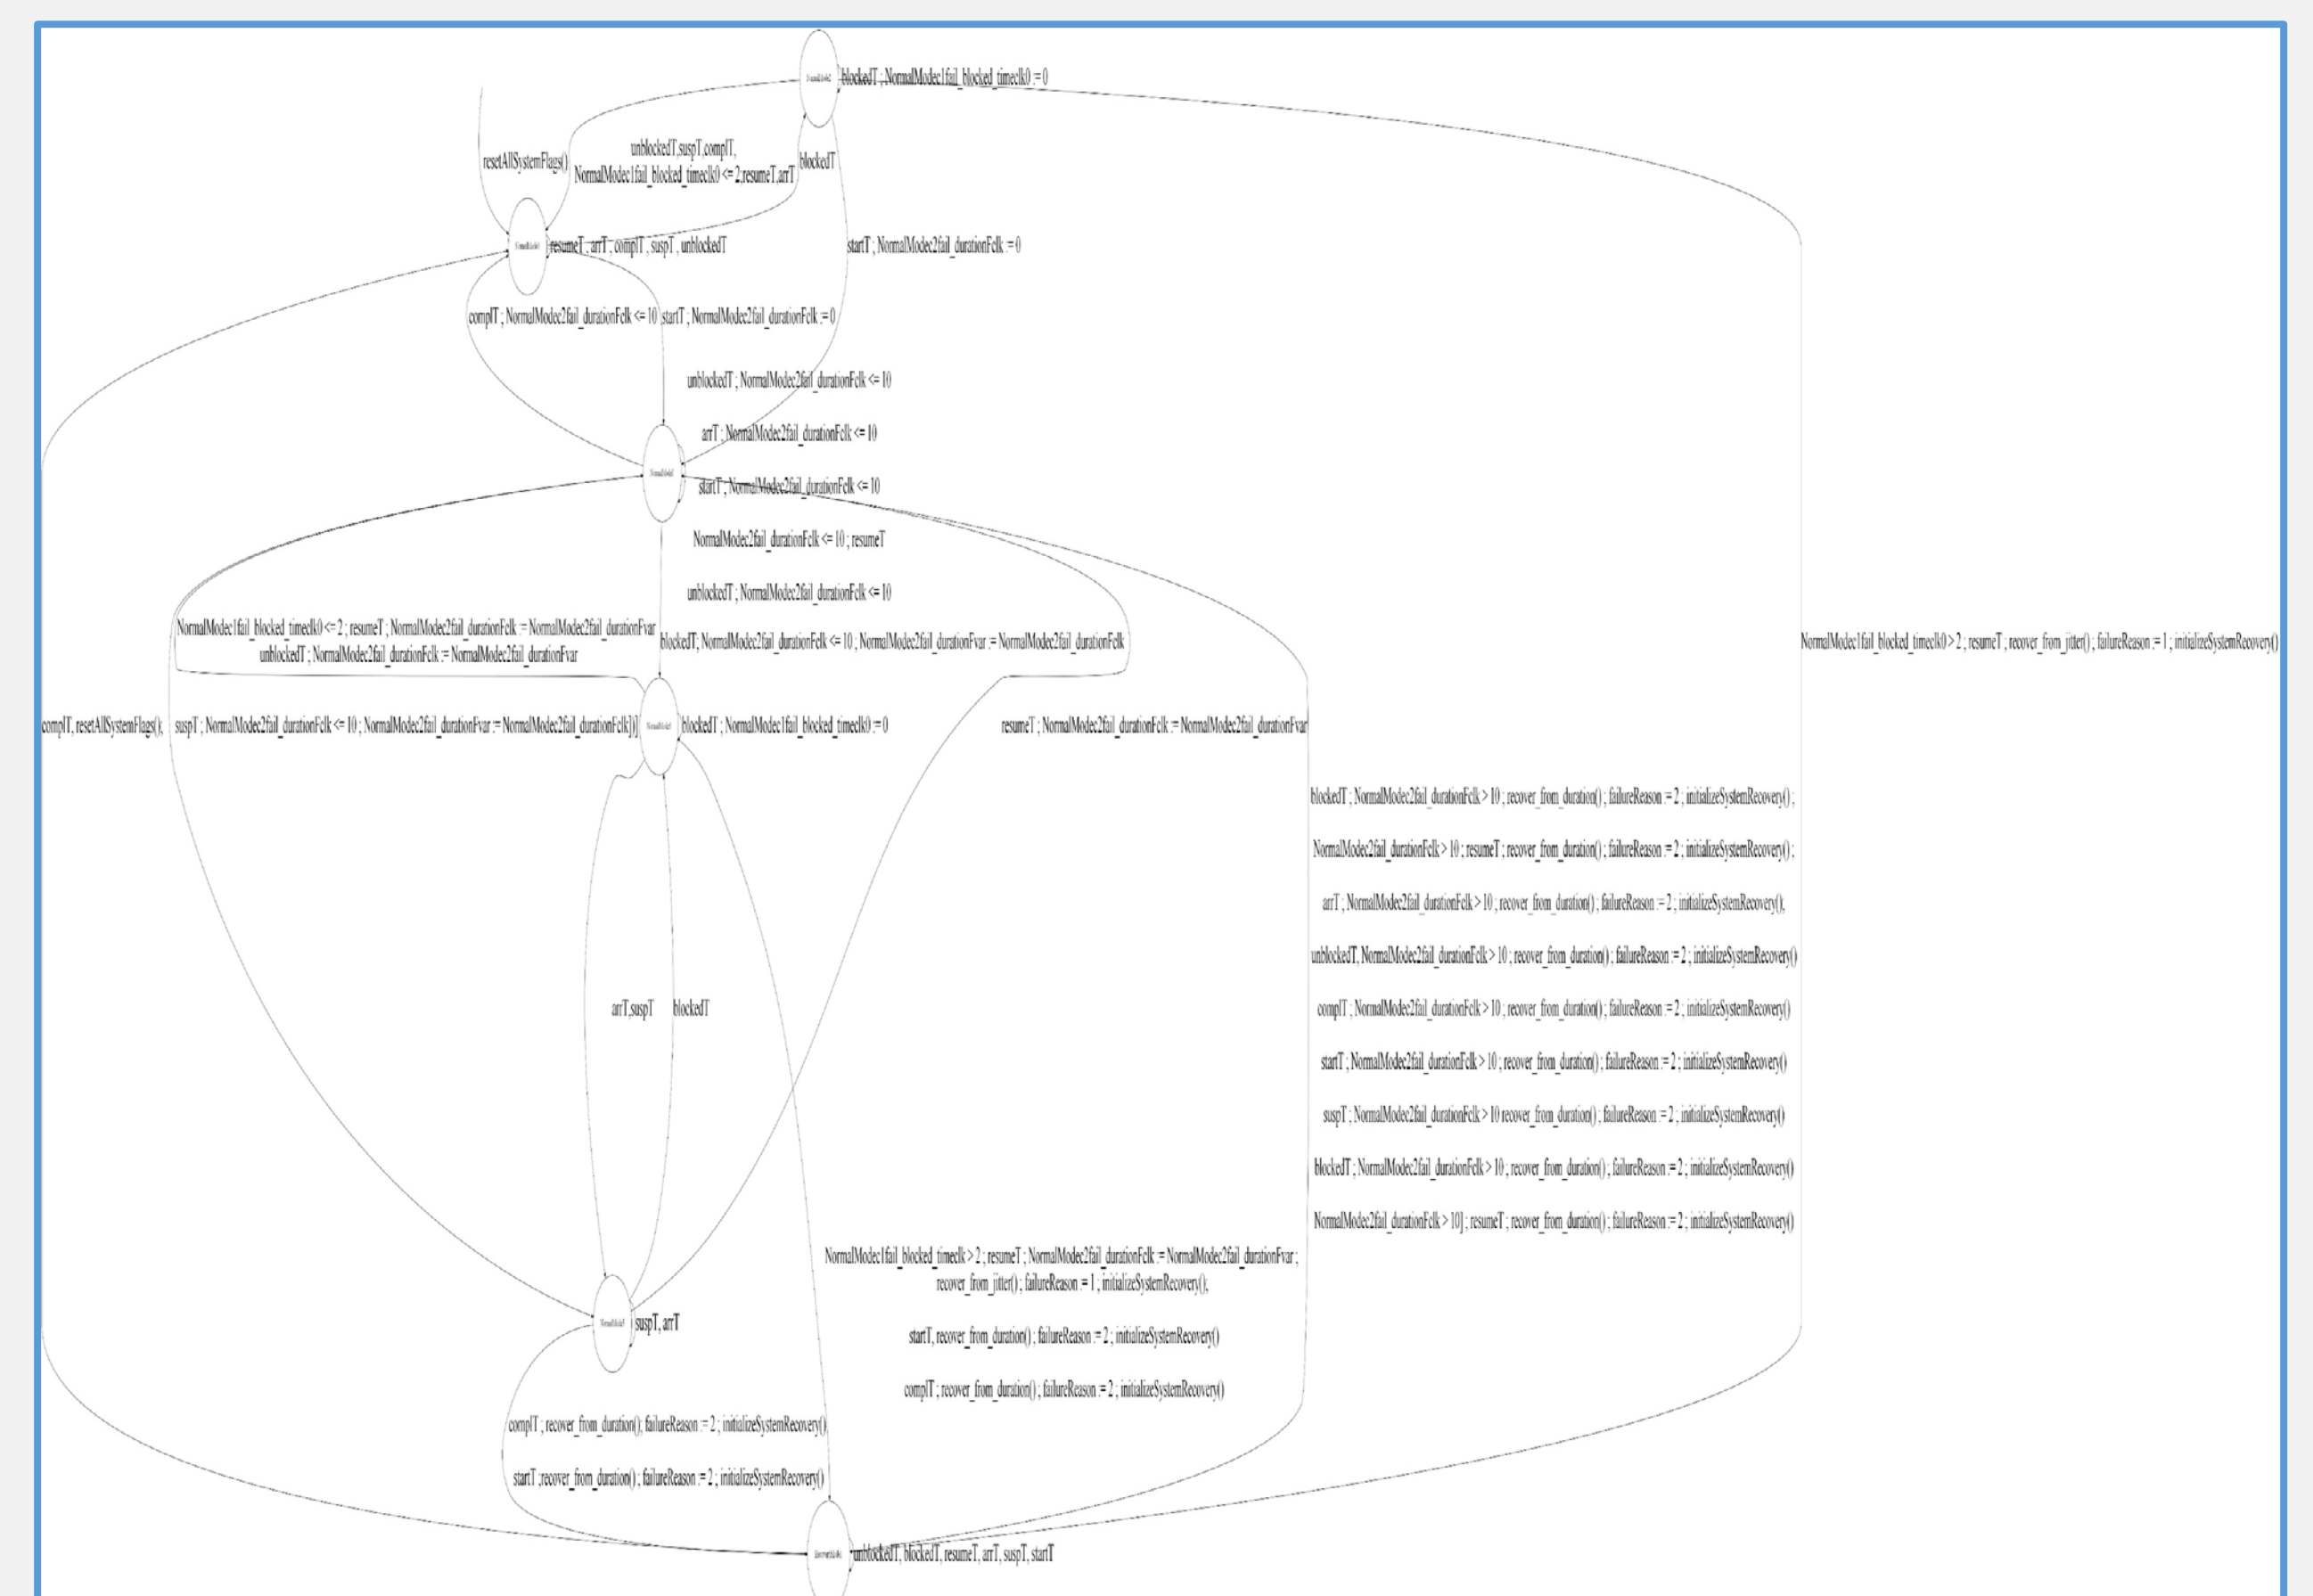 blockedT ; NormalModec1fail_blocked_timeclk0 := 0
resetAllSystemFlags()
unblockedT,suspT,complT,
NormalModec1fail_blocked_timeclk0 <= 2,resumeT,arrT
blockedT
resumeT , arrT ; complT , suspT , unblockedT
startT ; NormalModec2fail_durationFclk := 0
complT ; NormalModec2fail_durationFclk <= 10
startT ; NormalModec2fail_durationFclk := 0
unblockedT ; NormalModec2fail_durationFclk <= 10
arrT ; NormalModec2fail_durationFclk <= 10
startT ; NormalModec2fail_durationFclk <= 10
NormalModec2fail_durationFclk <= 10 ; resumeT
unblockedT ; NormalModec2fail_durationFclk <= 10
NormalModec1fail_blocked_timeclk0 <= 2 ; resumeT ; NormalModec2fail_durationFclk := NormalModec2fail_durationFvar
unblockedT ; NormalModec2fail_durationFclk := NormalModec2fail_durationFvar
blockedT; NormalModec2fail_durationFclk <= 10 ; NormalModec2fail_durationFvar := NormalModec2fail_durationFclk
NormalModec1fail_blocked_timeclk0 > 2 ; resumeT ; recover_from_jitter() ; failureReason := 1 ; initializeSystemRecovery()
complT, resetAllSystemFlags();
suspT ; NormalModec2fail_durationFclk <= 10 ; NormalModec2fail_durationFvar := NormalModec2fail_durationFclk])]
blockedT ; NormalModec1fail_blocked_timeclk0 := 0
resumeT ; NormalModec2fail_durationFclk := NormalModec2fail_durationFvar
blockedT ; NormalModec2fail_durationFclk > 10 ; recover_from_duration() ; failureReason := 2 ; initializeSystemRecovery() ;
NormalModec2fail_durationFclk > 10 ; resumeT ; recover_from_duration() ; failureReason := 2 ; initializeSystemRecovery() ;
arrT ; NormalModec2fail_durationFclk > 10 ; recover_from_duration() ; failureReason := 2 ; initializeSystemRecovery(),
unblockedT, NormalModec2fail_durationFclk > 10 ; recover_from_duration() ; failureReason := 2 ; initializeSystemRecovery()
complT ; NormalModec2fail_durationFclk > 10 ; recover_from_duration() ; failureReason := 2 ; initializeSystemRecovery()
startT ; NormalModec2fail_durationFclk > 10 ; recover_from_duration() ; failureReason := 2 ; initializeSystemRecovery()
suspT ; NormalModec2fail_durationFclk > 10 recover_from_duration() ; failureReason := 2 ; initializeSystemRecovery()
blockedT ; NormalModec2fail_durationFclk > 10 ; recover_from_duration() ; failureReason := 2 ; initializeSystemRecovery()
NormalModec2fail_durationFclk > 10] ; resumeT ; recover_from_duration() ; failureReason := 2 ; initializeSystemRecovery()
arrT,suspT
blockedT
NormalModec1fail_blocked_timeclk > 2 ; resumeT ; NormalModec2fail_durationFclk := NormalModec2fail_durationFvar ;
recover_from_jitter() ; failureReason := 1 ; initializeSystemRecovery();
suspT, arrT
startT, recover_from_duration() ; failureReason := 2 ; initializeSystemRecovery()
complT ; recover_from_duration() ; failureReason := 2 ; initializeSystemRecovery()
complT ; recover_from_duration(); failureReason := 2 ; initializeSystemRecovery()
startT ;recover_from_duration() ; failureReason := 2 ; initializeSystemRecovery()
unblockedT, blockedT, resumeT, arrT, suspT, startT